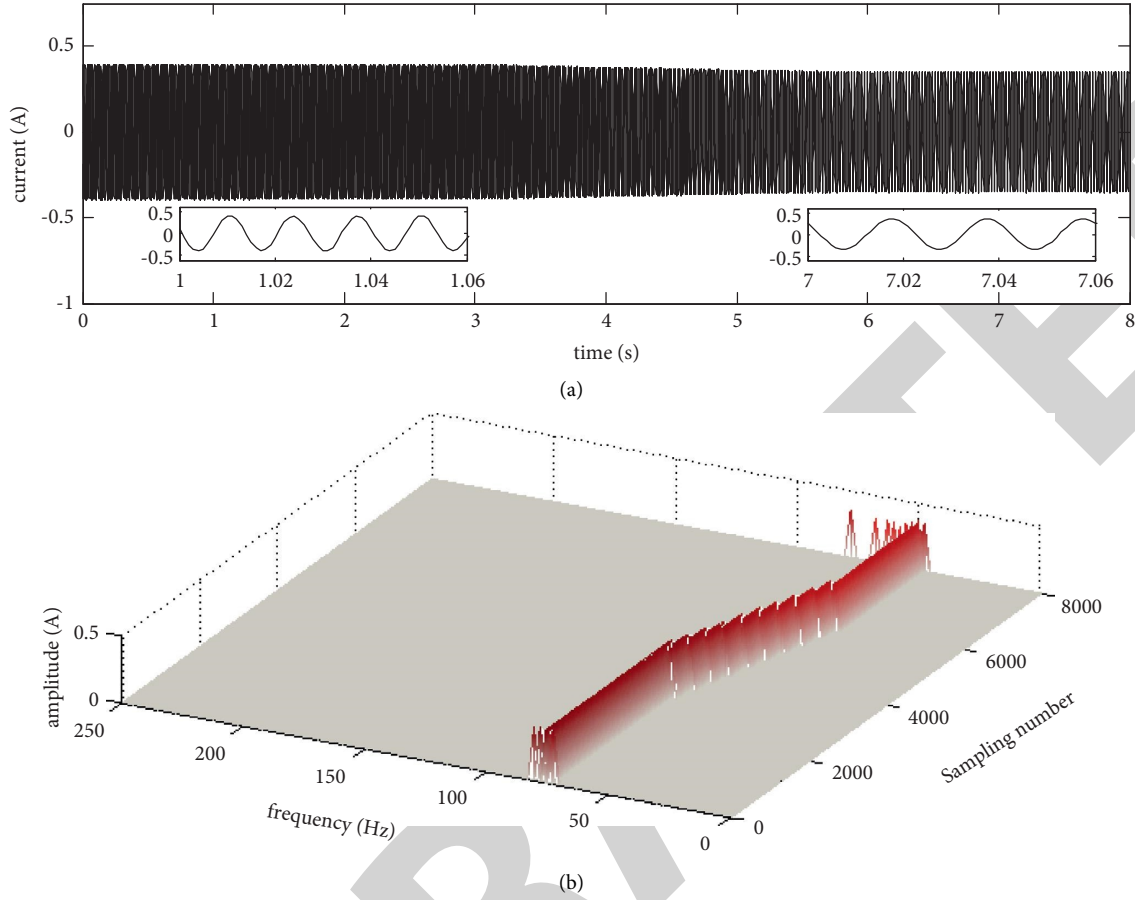 0.5
0
-0.5
-1
current (A)
0.5
0
-0.5
1 1.02 1.04 1.06
0.5
0
-0.5
7 7.02 7.04 7.06
0 1 2 3 4 5 6 7 8
time (s)
(a)
amplitude (A)
0.5
0
250
200
150
100
50
0
frequency (Hz)
0
2000
4000
6000
8000
Sampling number
(b)